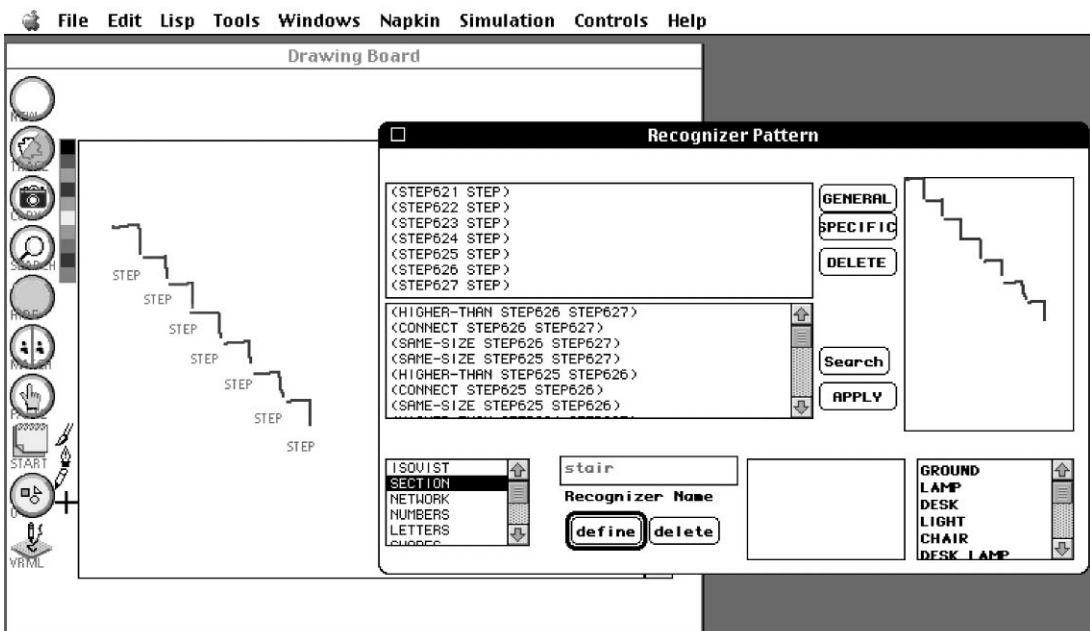 File Edit Lisp Tools Windows Napkin Simulation Controls Help
Drawing Board
STEP
STEP
STEP
STEP
STEP
STEP
STEP
SEARCH
START
VRML
Recognizer Pattern
(STEP621 STEP)
(STEP622 STEP)
(STEP623 STEP)
(STEP624 STEP)
(STEP625 STEP)
(STEP626 STEP)
(STEP627 STEP)
GENERAL
SPECIFIC
DELETE
(HIGHER-THAN STEP626 STEP627)
(CONNECT STEP626 STEP627)
(SAME-SIZE STEP626 STEP627)
(SAME-SIZE STEP625 STEP627)
(HIGHER-THAN STEP625 STEP626)
(CONNECT STEP625 STEP626)
(SAME-SIZE STEP625 STEP626)
Search
APPLY
ISOVIST
SECTION
NETWORK
NUMBERS
LETTERS
stair
Recognizer Name
define delete
GROUND
LAMP
DESK
LIGHT
CHAIR
DESK LAMP